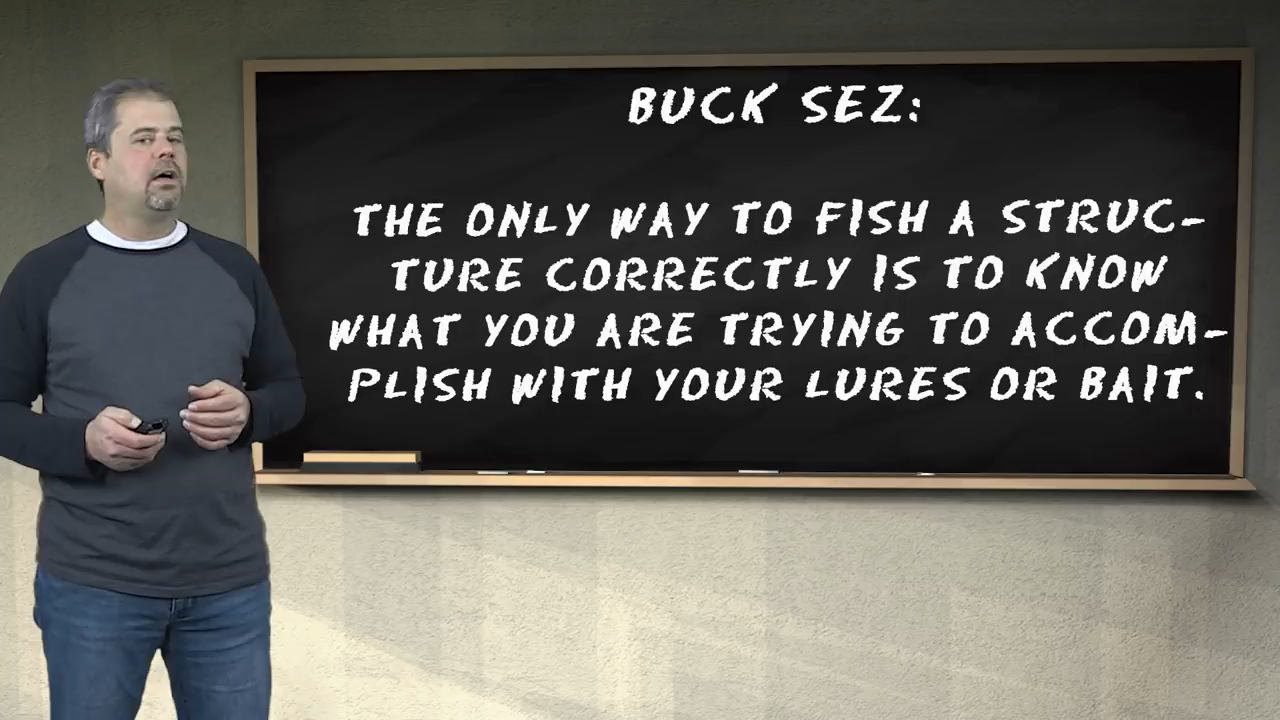 BUCK SEZ:
THE ONLY WAY TO FISH A STRUC-
TURE CORRECTLY IS TO KNOW
WHAT YOU ARE TRYING TO ACCOM-
PLISH WITH YOUR LURES OR BAIT.